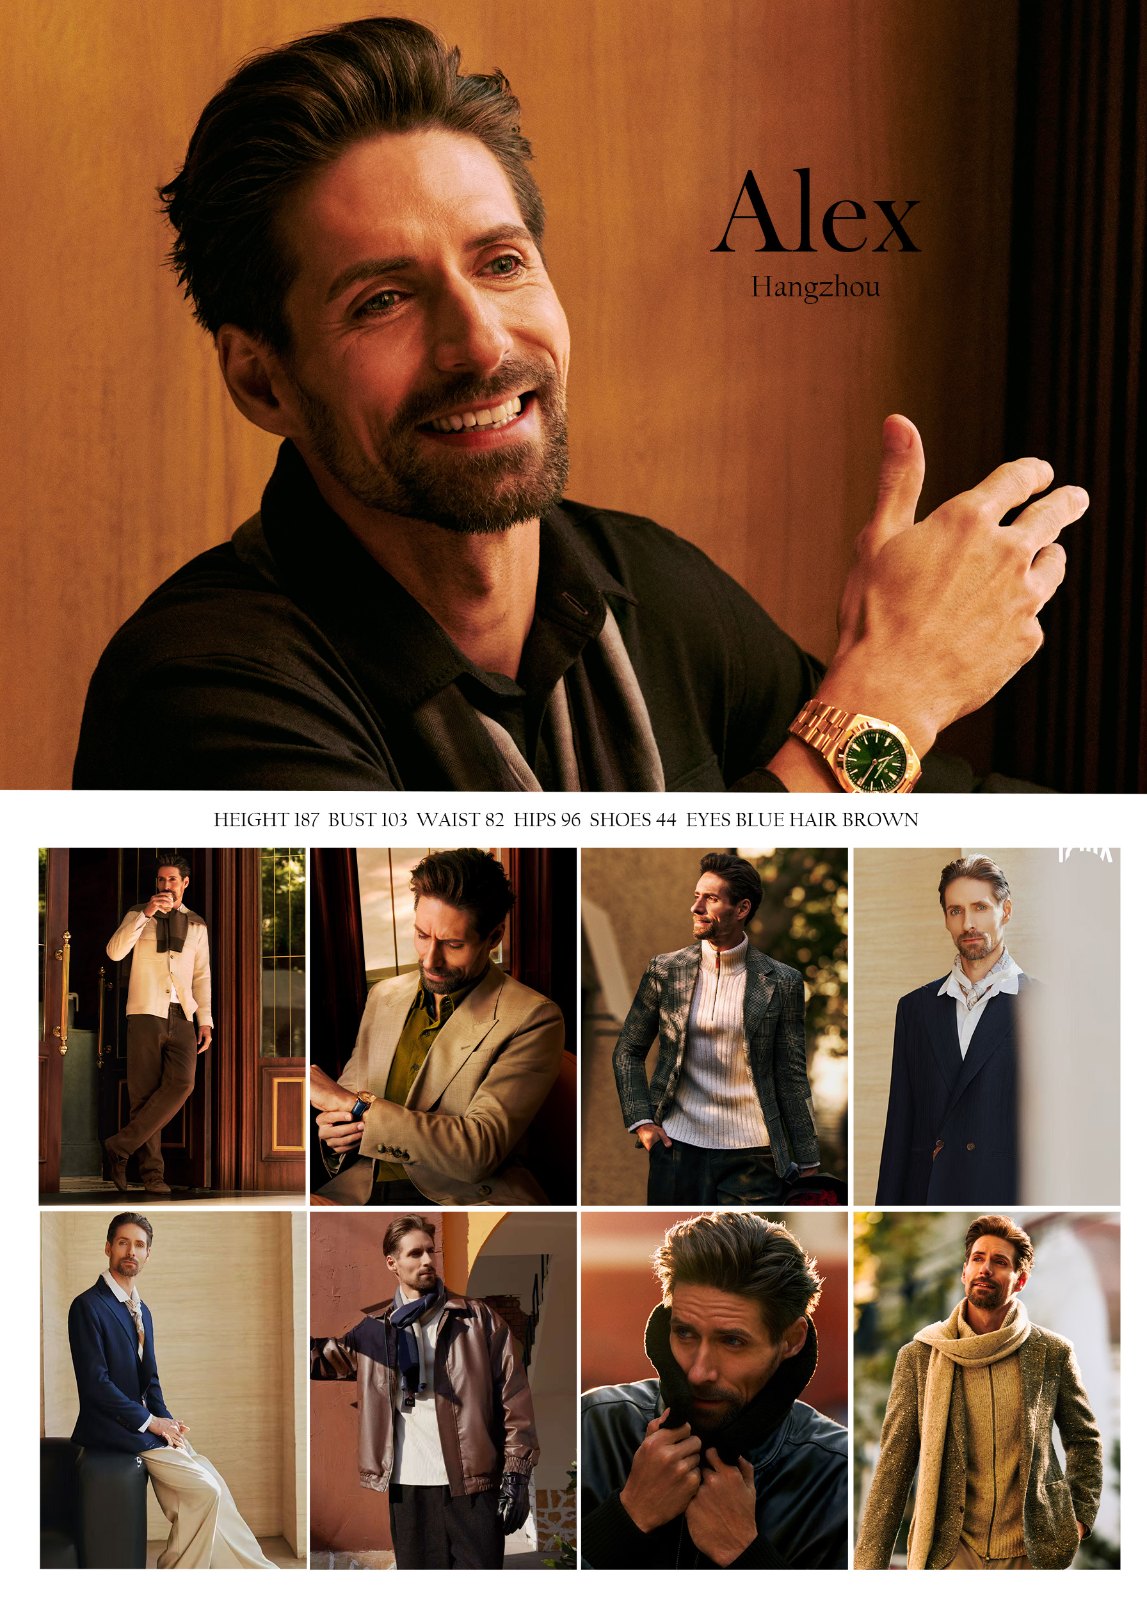 Alex
Hangzhou
HEIGHT 187 BUST 103 WAIST 82 HIPS 96 SHOES 44 EYES BLUE HAIR BROWN